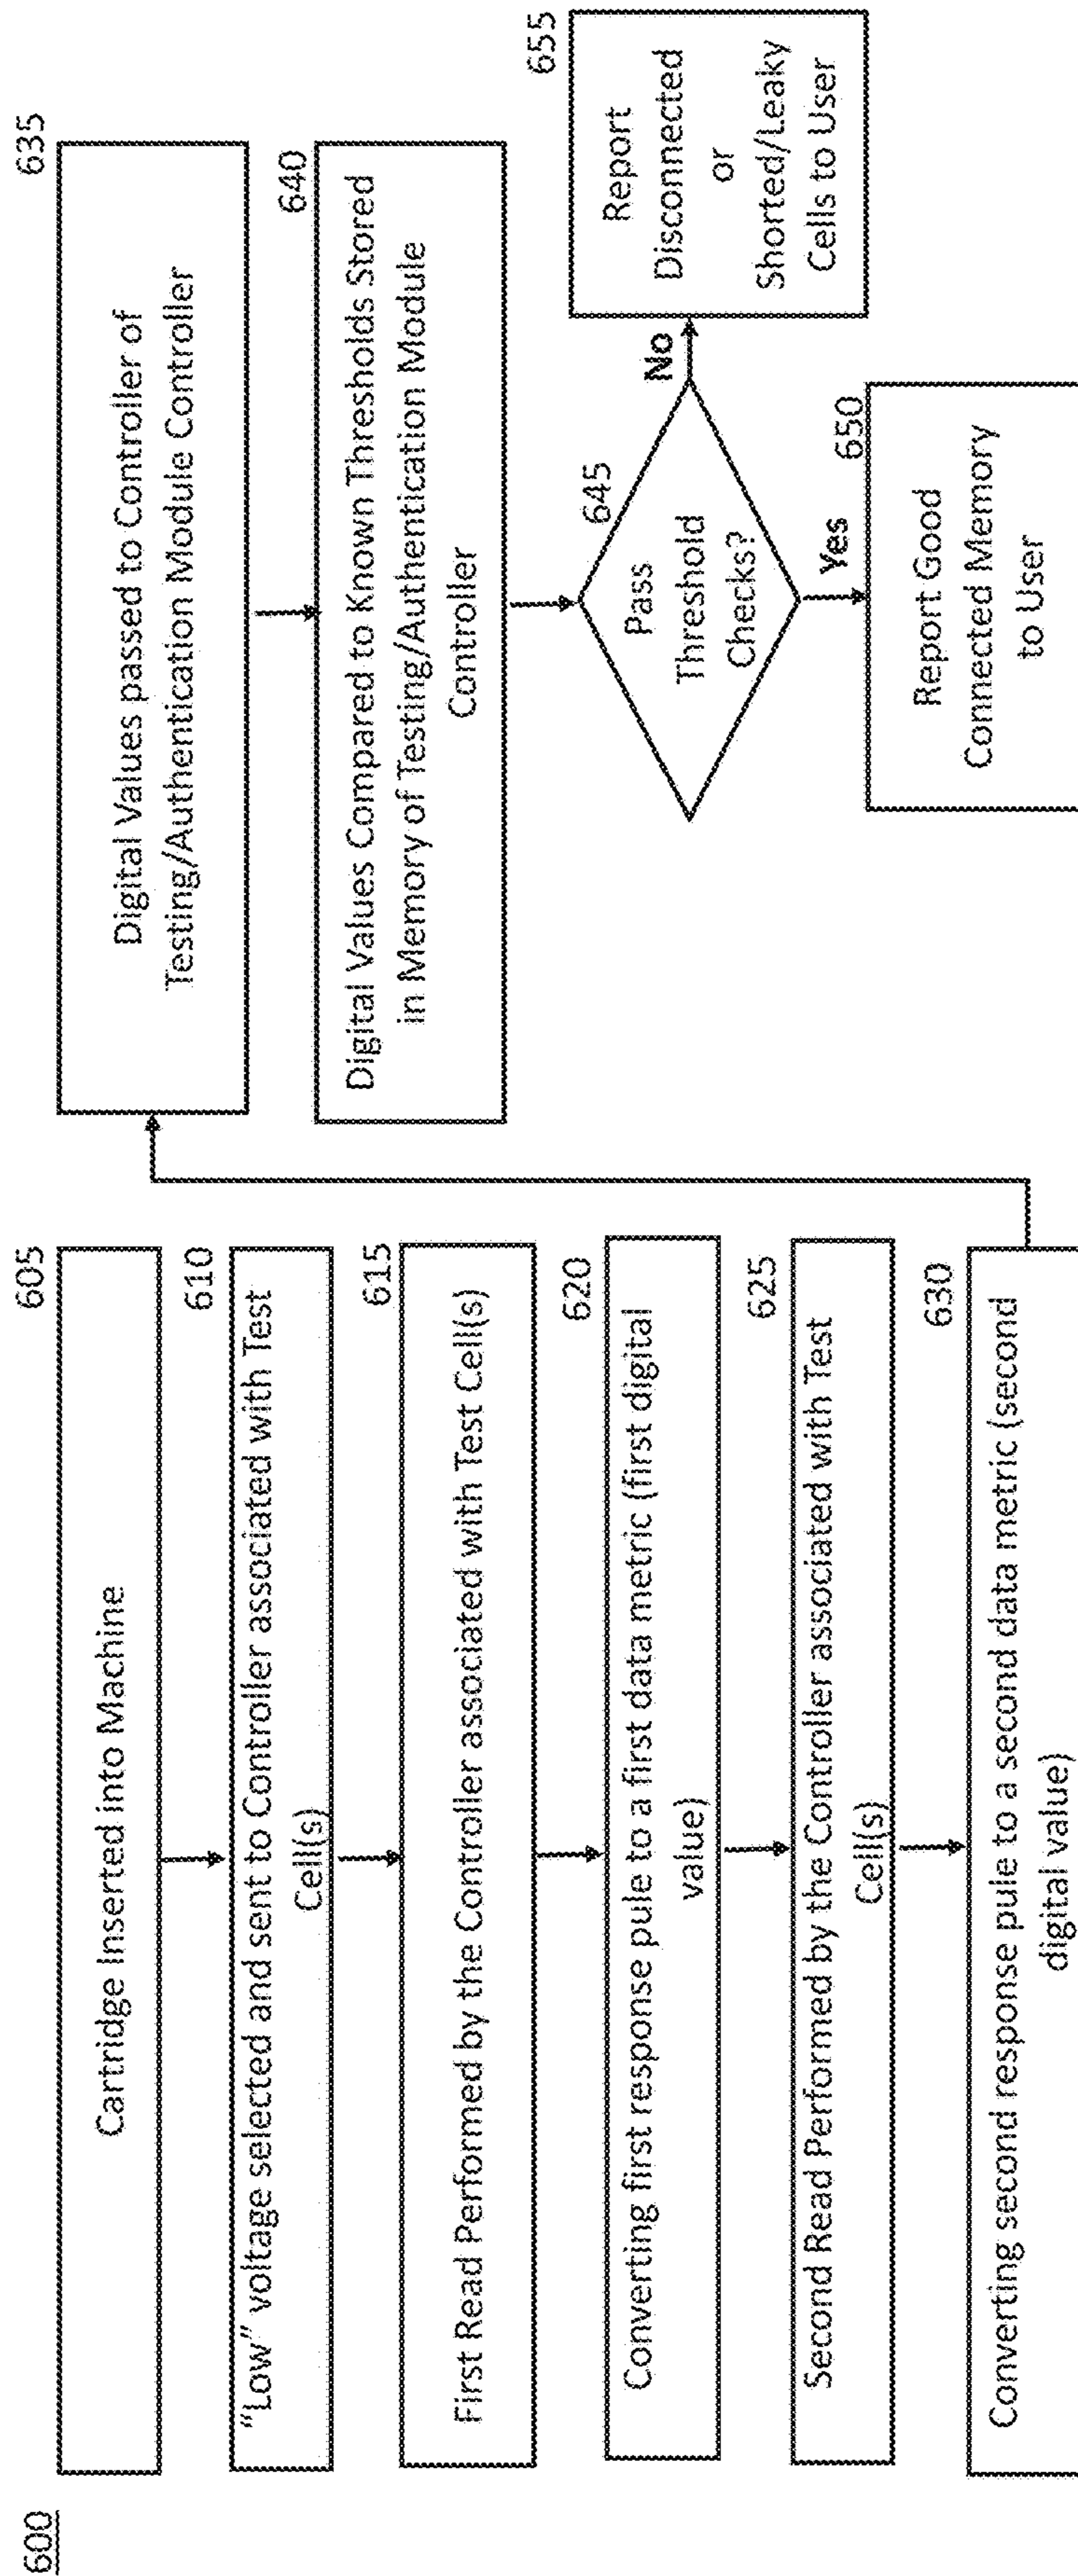 600
605
Cartridge Inserted into Machine
610
"Low" voltage selected and sent to Controller associated with Test
Cell(s)
615
First Read Performed by the Controller associated with Test Cell(s)
620
Converting first response pule to a first data metric (first digital
value)
625
Second Read Performed by the Controller associated with Test
Cell(s)
630
Converting second response pule to a second data metric (second
digital value)
635
Digital Values passed to Controller of
Testing/Authentication Module Controller
640
Digital Values Compared to Known Thresholds Stored
in Memory of Testing/Authentication Module
Controller
645
Pass
Threshold
Checks?
No
655
Report
Disconnected
or
Shorted/Leaky
Cells to User
Yes
650
Report Good
Connected Memory
to User